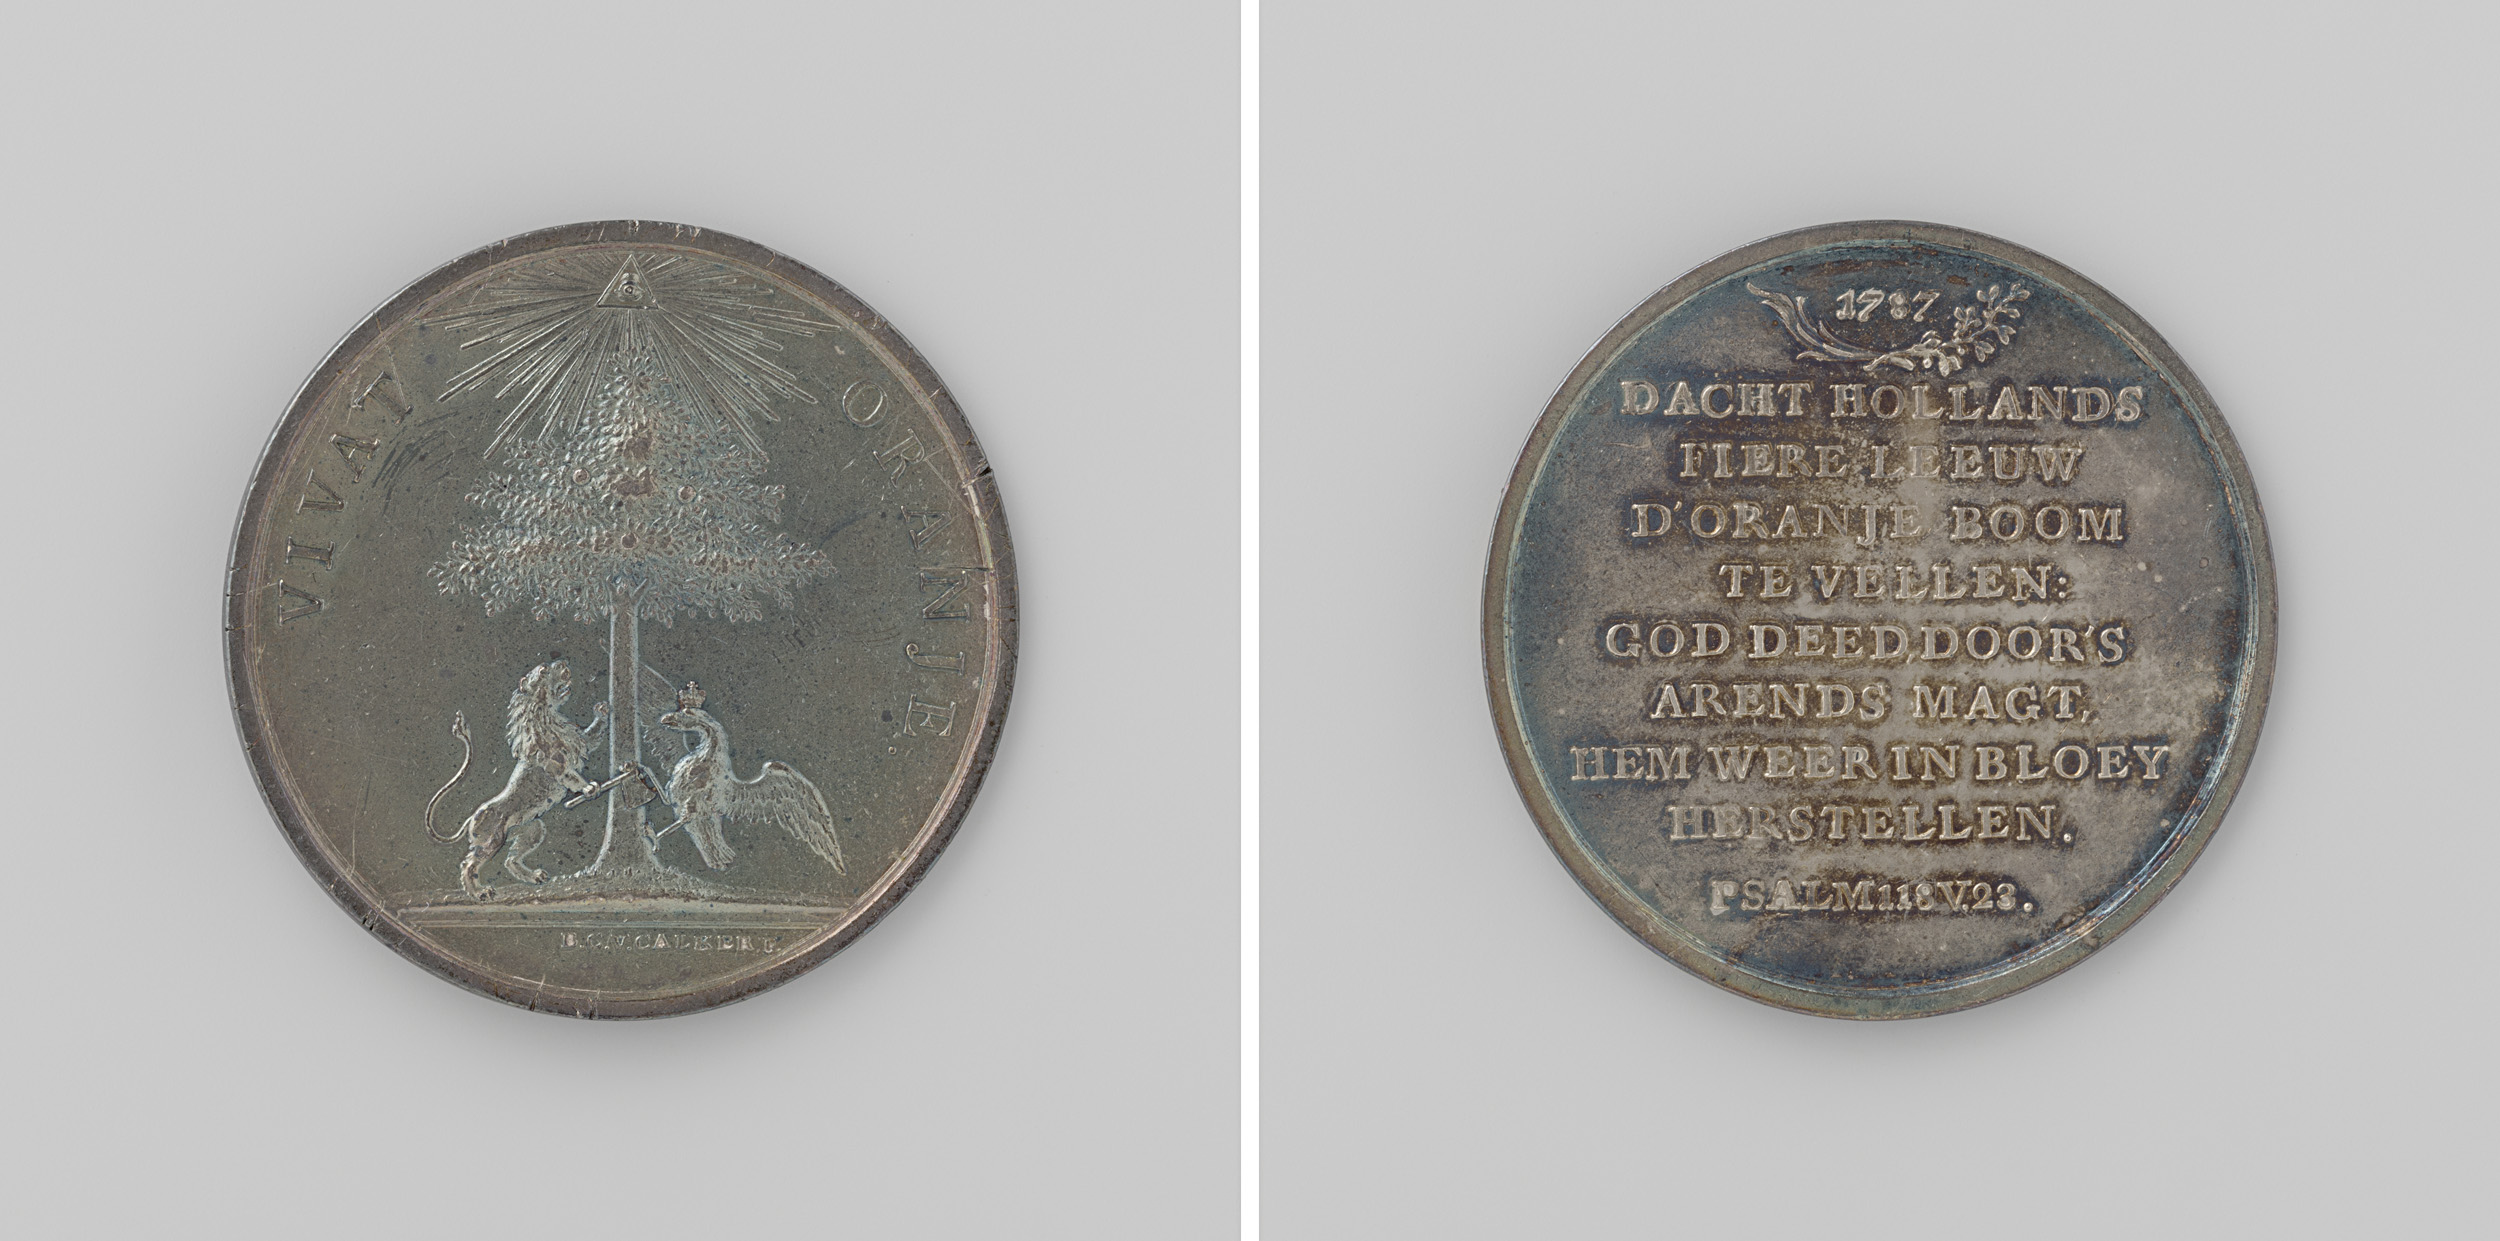 VIVAT ORANJE.
B.C.V.CALKER F.
1787
DACHT HOLLANDS
FIERE LEEUW
D'ORANJE BOOM
TE VELLEN:
GOD DEED DOOR'S
ARENDS MAGT,
HEM WEER IN BLOEY
HERSTELLEN.
PSALM 118 V.23.